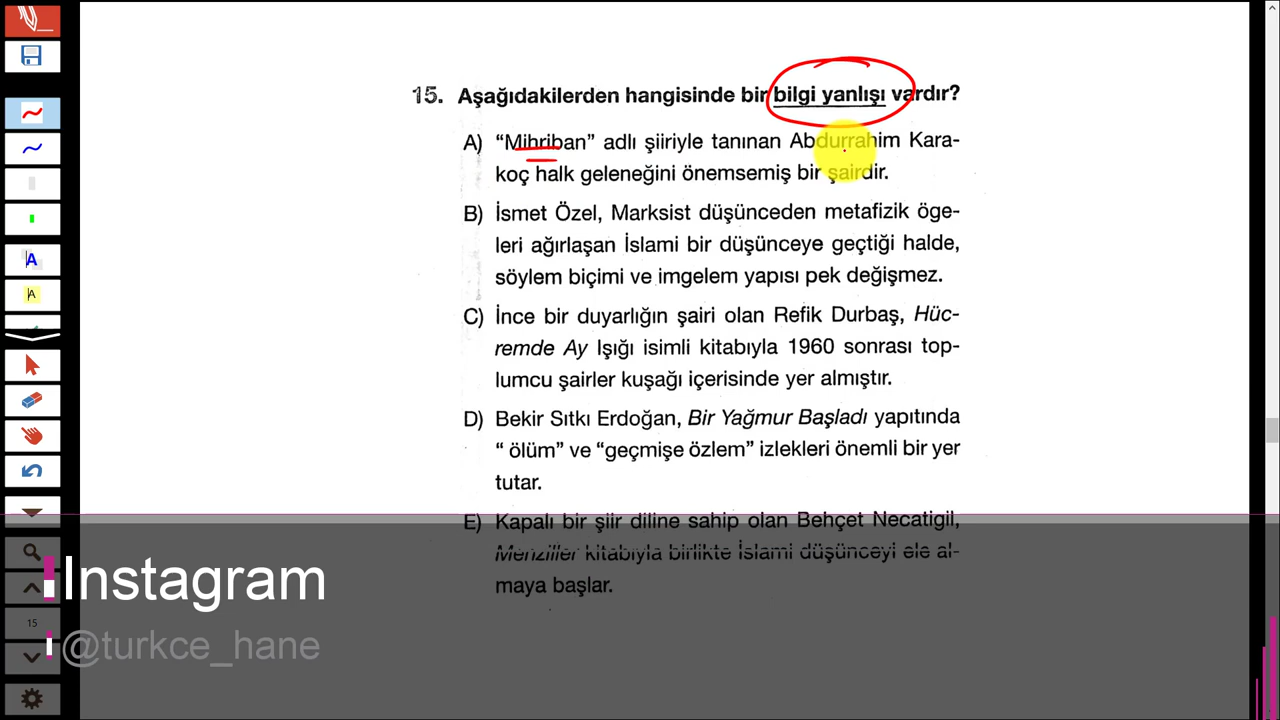 15. Aşağıdakilerden hangisinde bir bilgi yanlışı vardır?
A) “Mihriban” adlı şiiriyle tanınan Abdurrahim Kara-
koç halk geleneğini önemsemiş bir şairdir.
B) İsmet Özel, Marksist düşünceden metafizik öge-
leri ağırlaşan İslami bir düşünceye geçtiği halde,
söylem biçimi ve imgelem yapısı pek değişmez.
C) İnce bir duyarlığın şairi olan Refik Durbaş, Hüc-
remde Ay Işığı isimli kitabıyla 1960 sonrası top-
lumcu şairler kuşağı içerisinde yer almıştır.
D) Bekir Sıtkı Erdoğan, Bir Yağmur Başladı yapıtında
“ ölüm” ve “geçmişe özlem” izlekleri önemli bir yer
tutar.
E) Kapalı bir şiir diline sahip olan Behçet Necatigil,
Menziller kitabıyla birlikte İslami düşünceyi ele al-
maya başlar.
A
A
15
Instagram
@turkce_hane